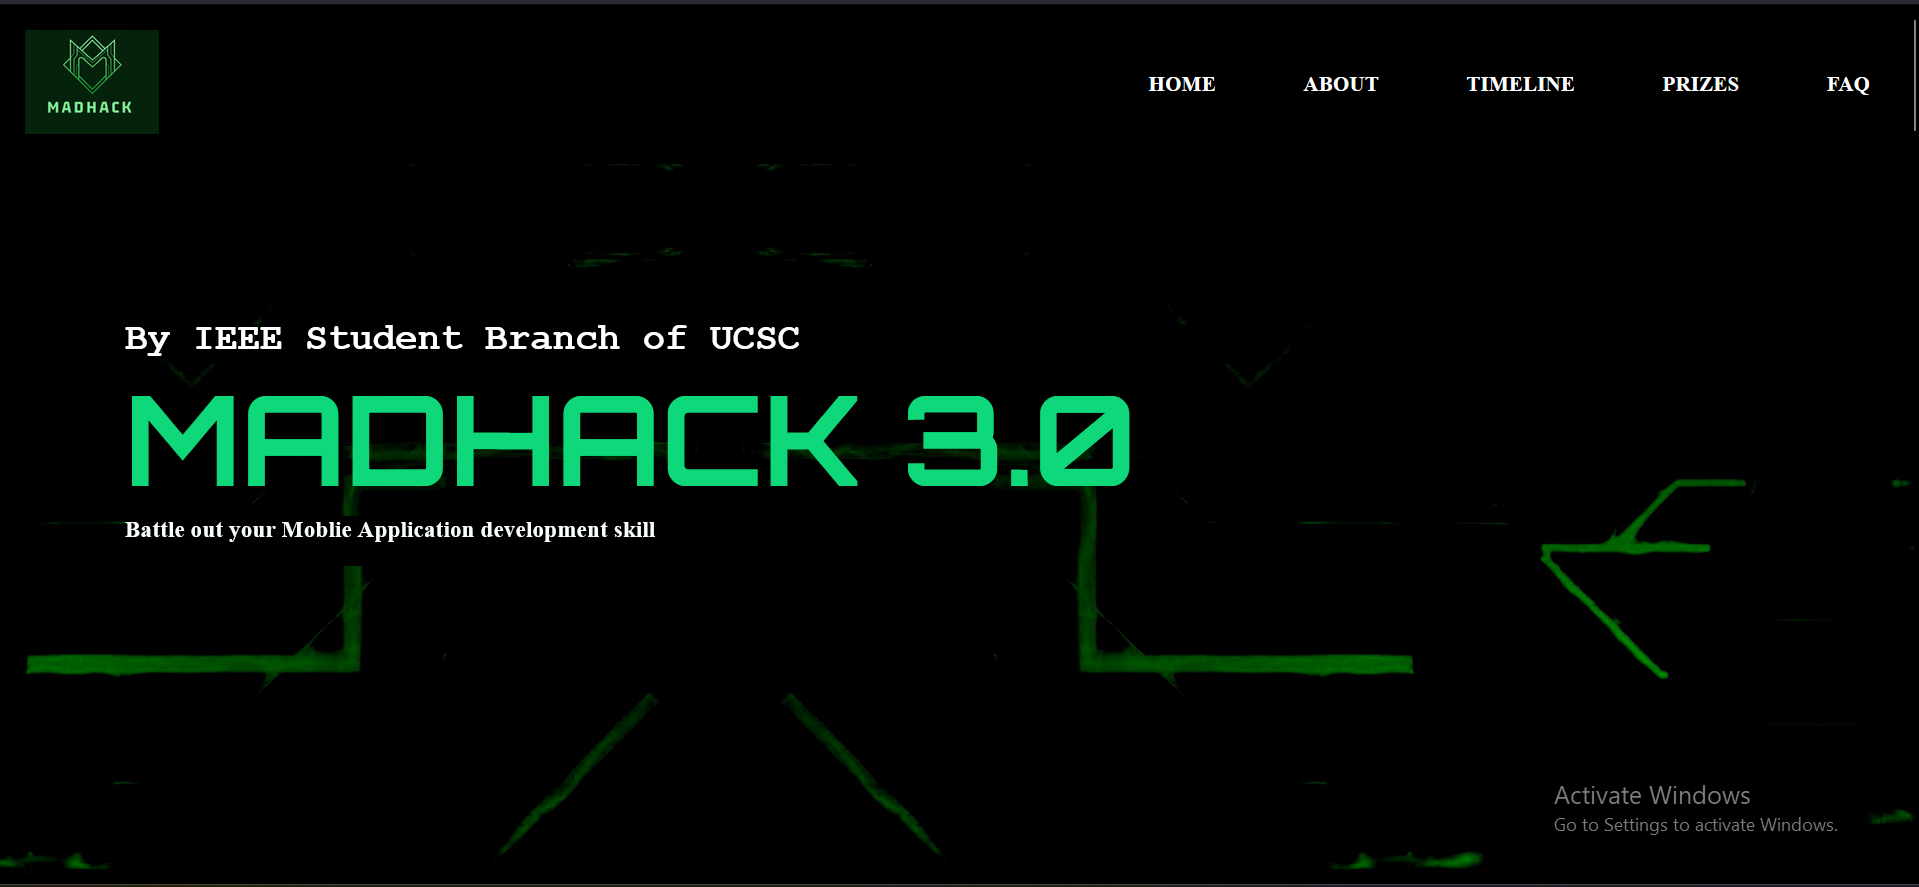 MADHACK
HOME ABOUT TIMELINE PRIZES FAQ
By IEEE Student Branch of UCSC
MADHACK 3.0
Battle out your Moblie Application development skill
Activate Windows
Go to Settings to activate Windows.